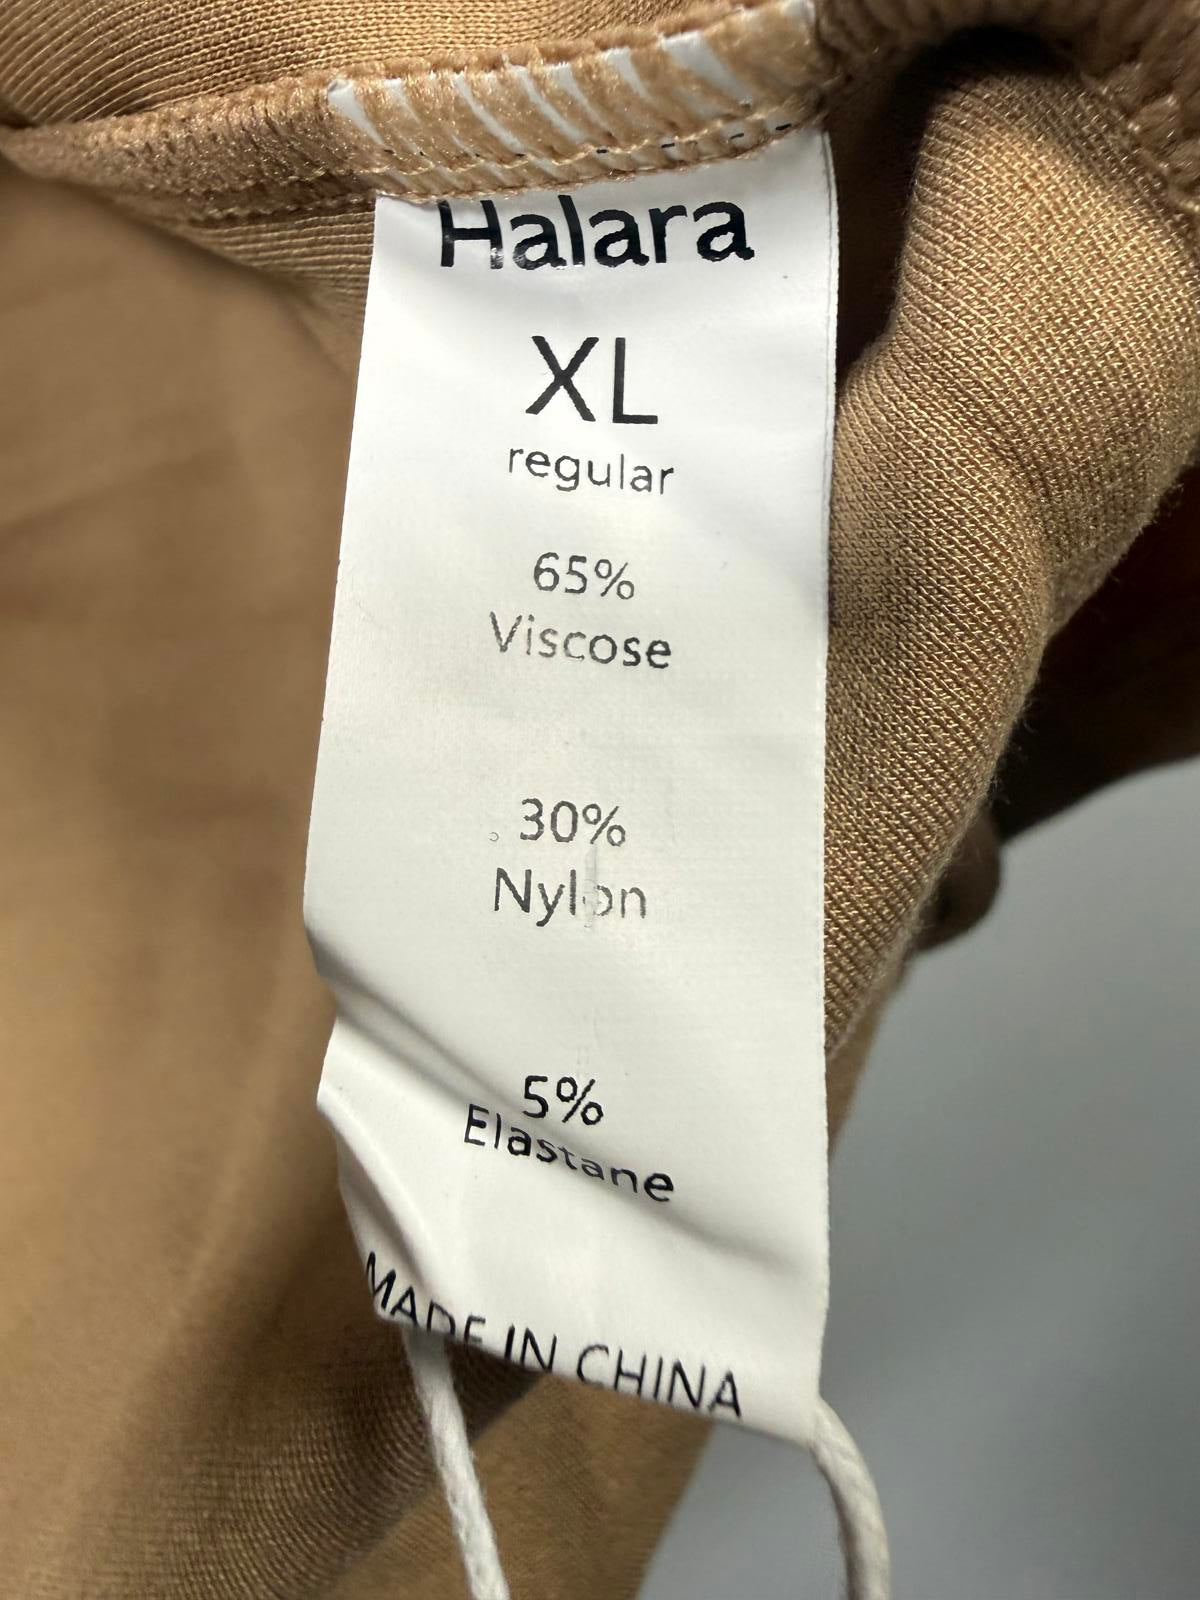 Halara
XL
regular
65%
Viscose
30%
Nylon
5%
Elastane
MADE IN CHINA